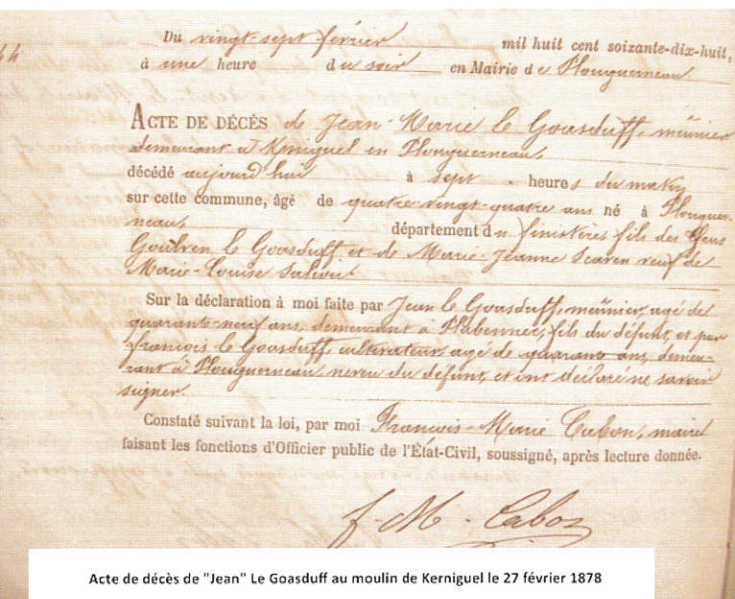 44
Du vingt-sept février mil huit cent soixante-dix-huit,
à une heure du soir en Mairie de Plouguerneau
ACTE DE DÉCÈS de Jean-Marie le Goasduff, meunier
demeurant à Kerniguel en Plouguerneau,
décédé aujourd'hui à sept heures du matin
sur cette commune, âgé de quatre-vingt-quatre ans né à Plouguer-
neau, département du finistère, fils des feus
Goulven le Goasduff et de Marie-Jeanne veuf de
Marie-Louise
Sur la déclaration à moi faite par Jean le Goasduff, meunier, agé de
quarante-neuf ans, demeurant à Plabennec, fils du défunt, et par
françois le Goasduff, cultivateur, agé de quarante ans, demeu-
rant à Plouguerneau neveu du défunt, et ont déclaré ne savoir
signer.
Constaté suivant la loi, par moi François-Marie Cabon, maire
faisant les fonctions d'Officier public de l'État-Civil, soussigné, après lecture donnée.
f. M. Cabon
Acte de décès de "Jean" Le Goasduff au moulin de Kerniguel le 27 février 1878